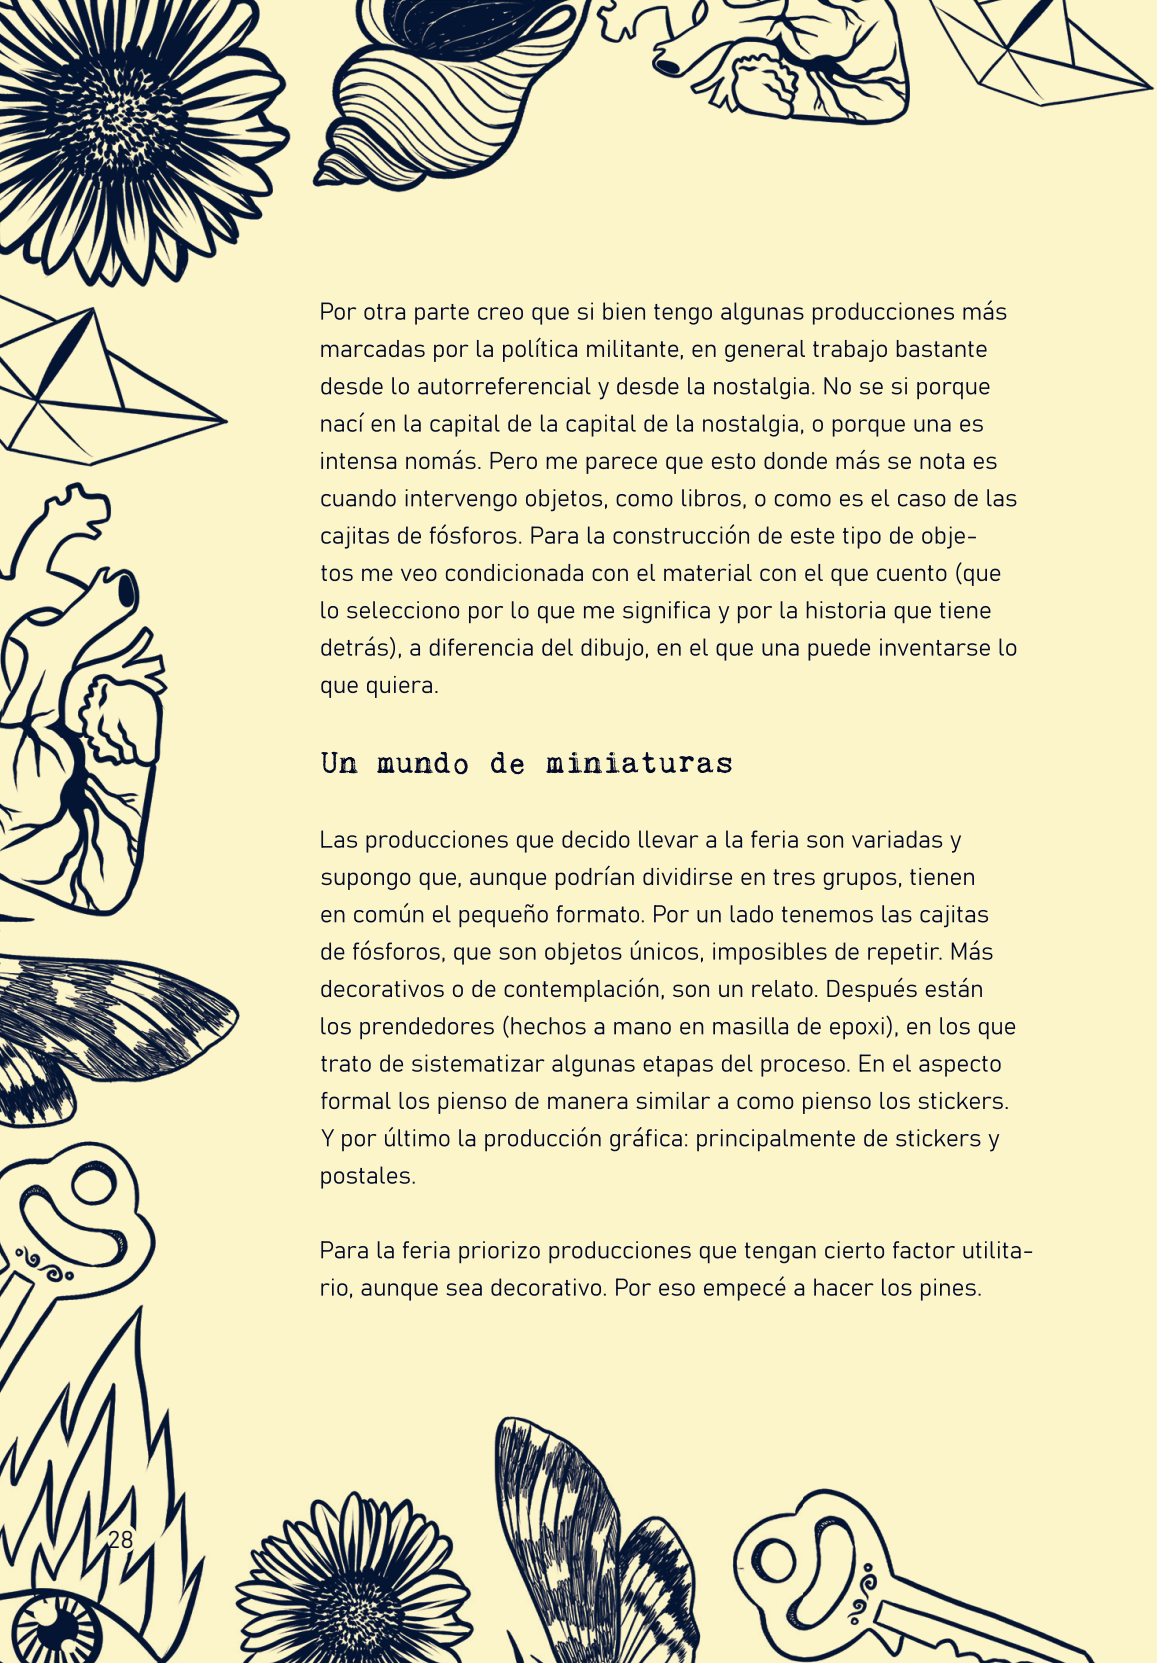 Por otra parte creo que si bien tengo algunas producciones más
marcadas por la política militante, en general trabajo bastante
desde lo autorreferencial y desde la nostalgia. No se si porque
nací en la capital de la capital de la nostalgia, o porque una es
intensa nomás. Pero me parece que esto donde más se nota es
cuando intervengo objetos, como libros, o como es el caso de las
cajitas de fósforos. Para la construcción de este tipo de obje-
tos me veo condicionada con el material con el que cuento (que
lo selecciono por lo que me significa y por la historia que tiene
detrás), a diferencia del dibujo, en el que una puede inventarse lo
que quiera.
Un mundo de miniaturas
Las producciones que decido llevar a la feria son variadas y
supongo que, aunque podrían dividirse en tres grupos, tienen
en común el pequeño formato. Por un lado tenemos las cajitas
de fósforos, que son objetos únicos, imposibles de repetir. Más
decorativos o de contemplación, son un relato. Después están
los prendedores (hechos a mano en masilla de epoxi), en los que
trato de sistematizar algunas etapas del proceso. En el aspecto
formal los pienso de manera similar a como pienso los stickers.
Y por último la producción gráfica: principalmente de stickers y
postales.
Para la feria priorizo producciones que tengan cierto factor utilita-
rio, aunque sea decorativo. Por eso empecé a hacer los pines.
28